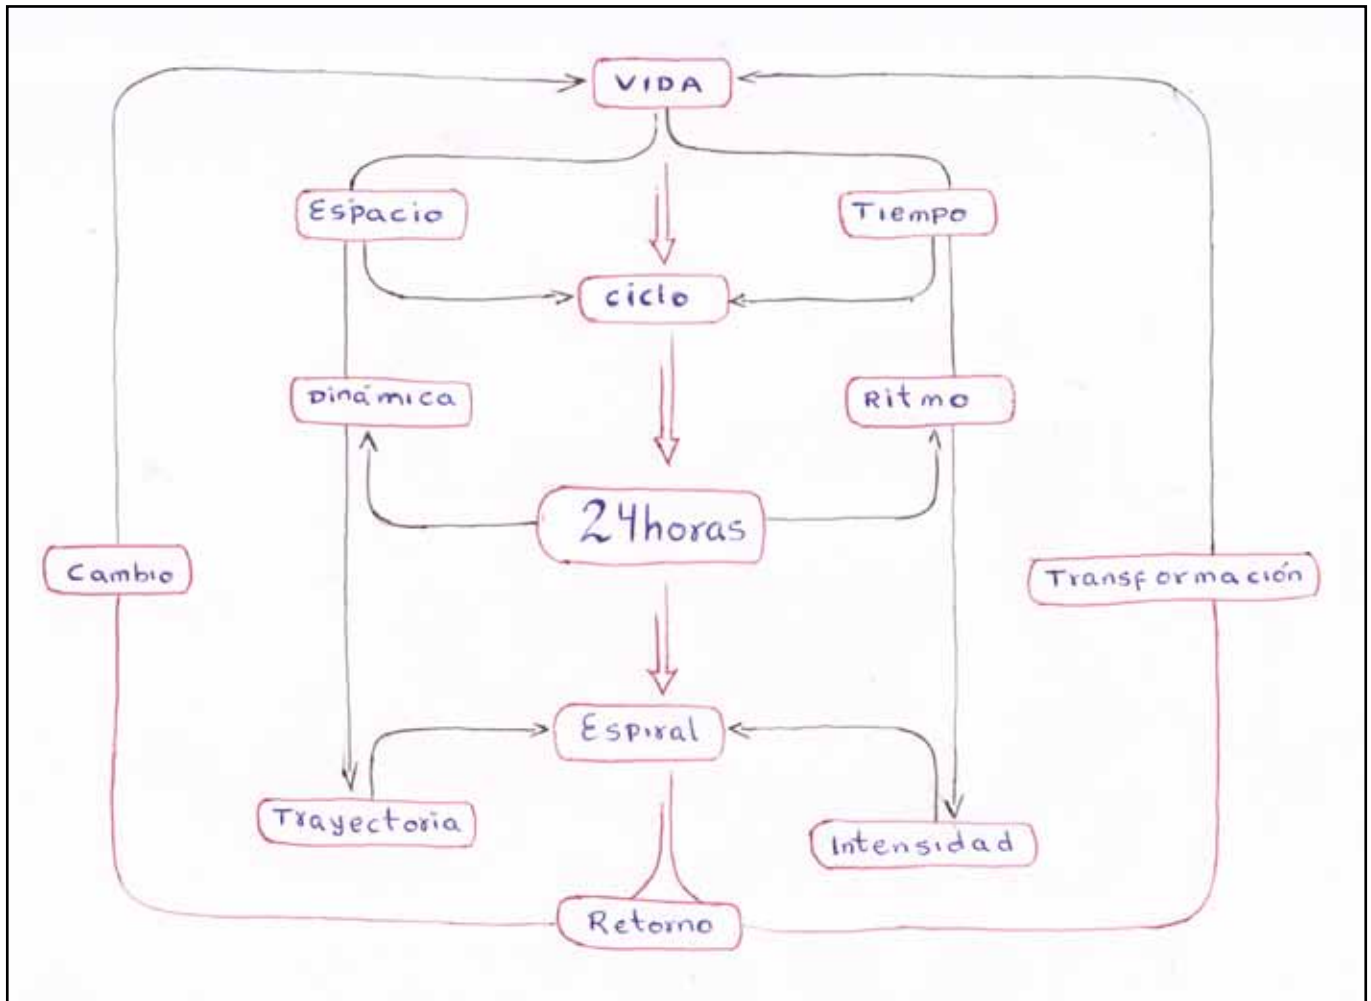 VIDA
Espacio
Tiempo
ciclo
Dinámica
Ritmo
24horas
Cambio
Transformación
Espiral
Trayectoria
Intensidad
Retorno